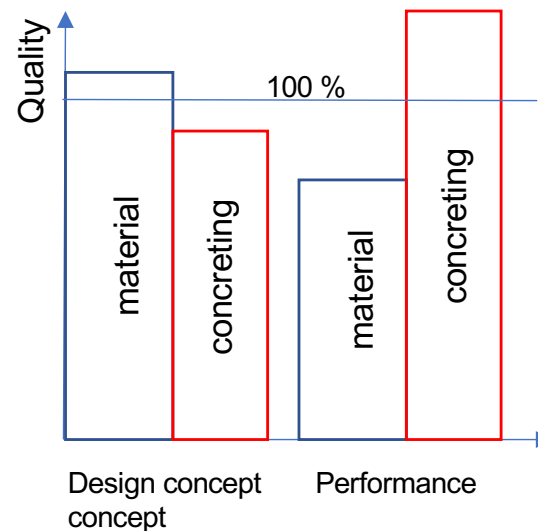 Quality
100 %
material
concreting
material
concreting
Design concept
concept
Performance